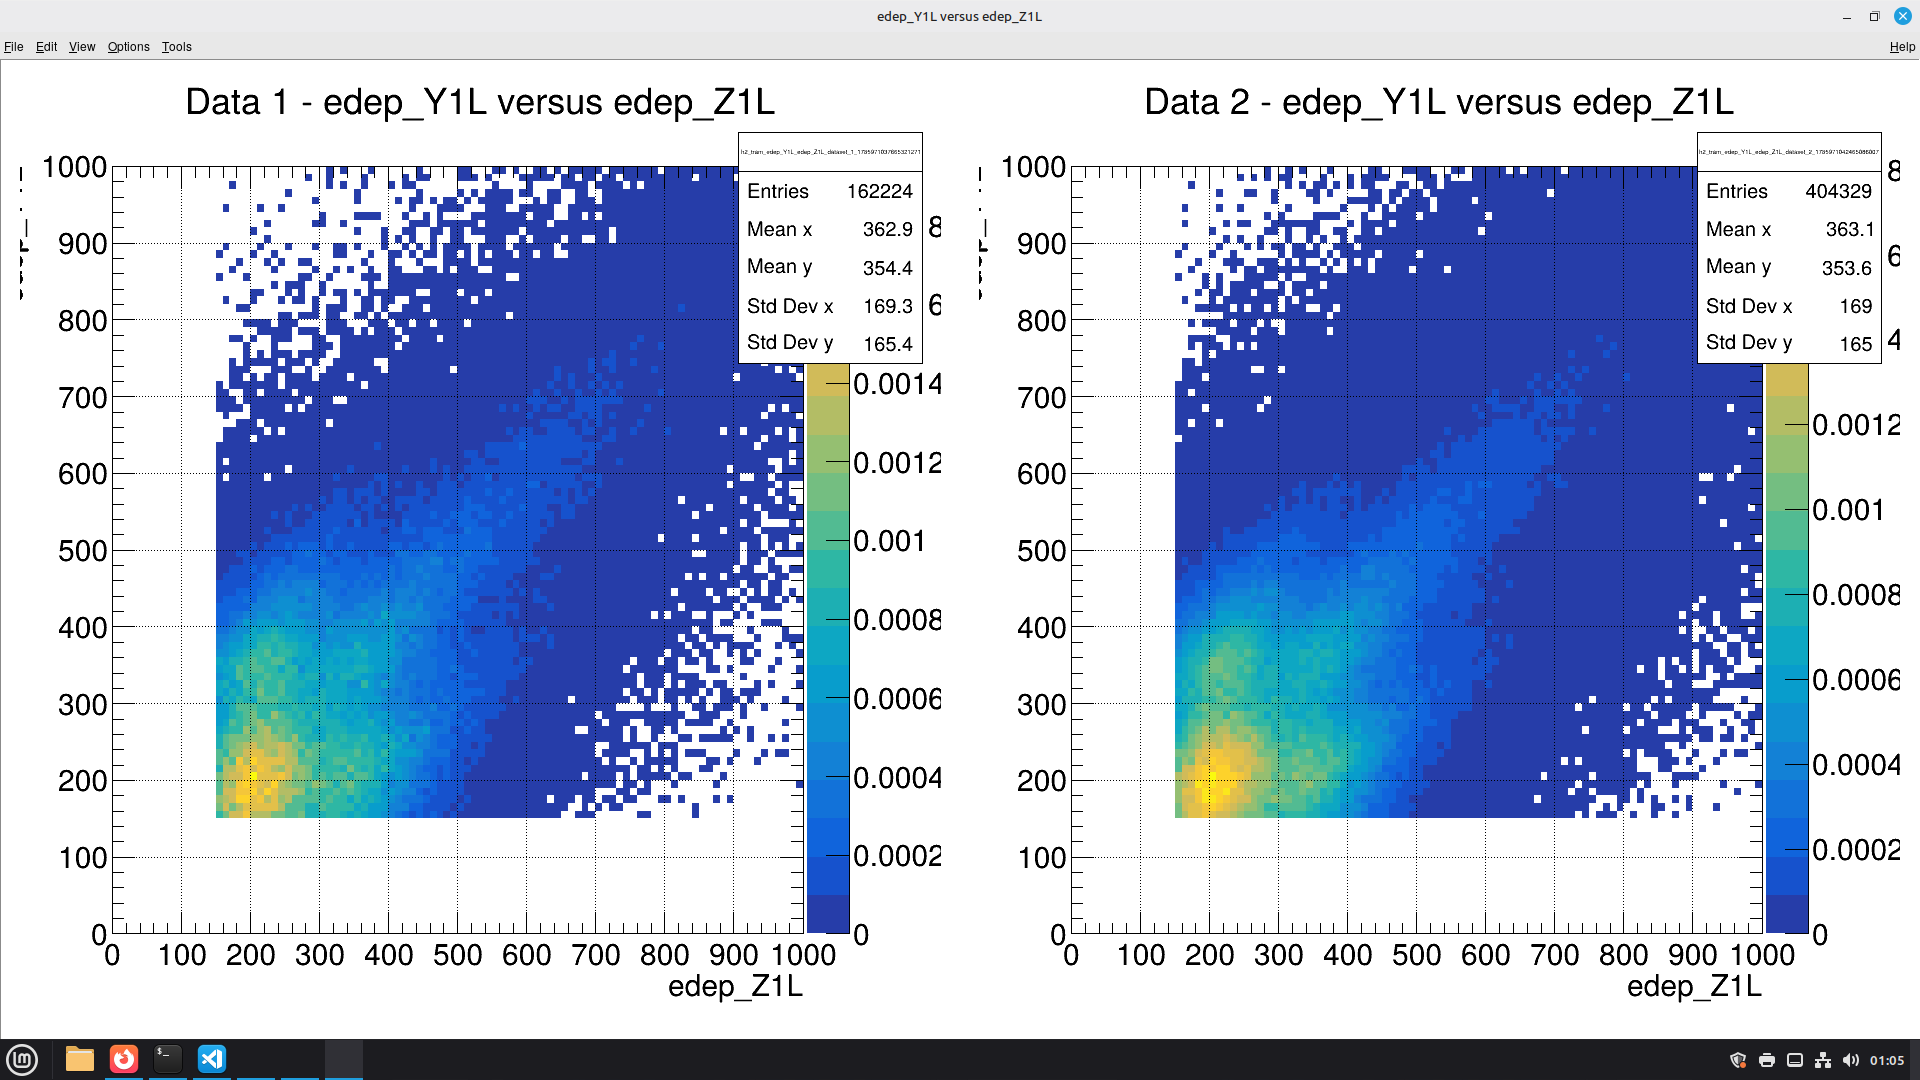 edep_Y1L versus edep_Z1L
File Edit View Options Tools Help
Data 1 - edep_Y1L versus edep_Z1L
Entries 162224
Mean x 362.9
Mean y 354.4
Std Dev x 169.3
Std Dev y 165.4
1000
900
800
700
600
500
400
300
200
100
0
0 100 200 300 400 500 600 700 800 900 1000
edep_Z1L
8
6
0.0014
0.0012
0.001
0.0008
0.0006
0.0004
0.0002
0
Data 2 - edep_Y1L versus edep_Z1L
Entries 404329
Mean x 363.1
Mean y 353.6
Std Dev x 169
Std Dev y 165
1000
900
800
700
600
500
400
300
200
100
0
0 100 200 300 400 500 600 700 800 900 1000
edep_Z1L
8
6
4
0.0012
0.001
0.0008
0.0006
0.0004
0.0002
0
$_
01:05